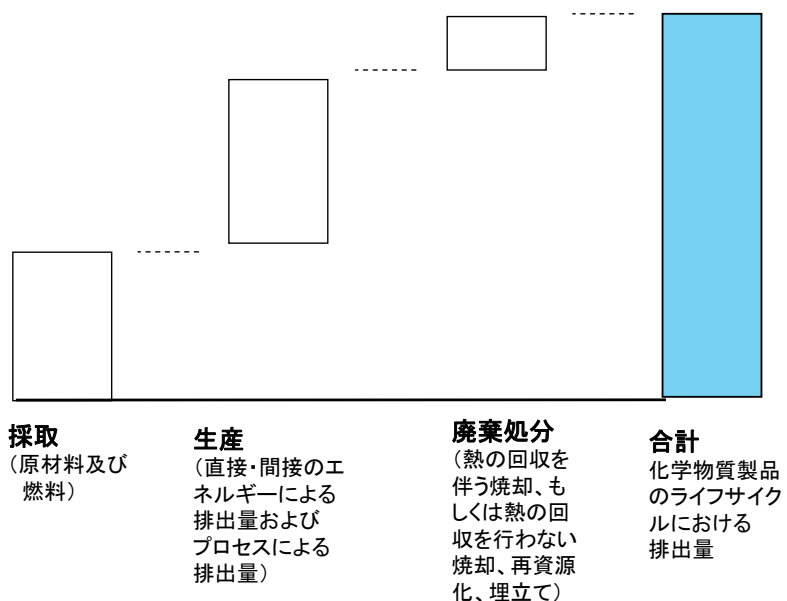 採取
（原材料及び
燃料）
生産
（直接・間接のエ
ネルギーによる
排出量および
プロセスによる
排出量）
廃棄処分
（熱の回収を
伴う焼却、も
しくは熱の回
収を行わない
焼却、再資源
化、埋立て）
合計
化学物質製品
のライフサイク
ルにおける
排出量